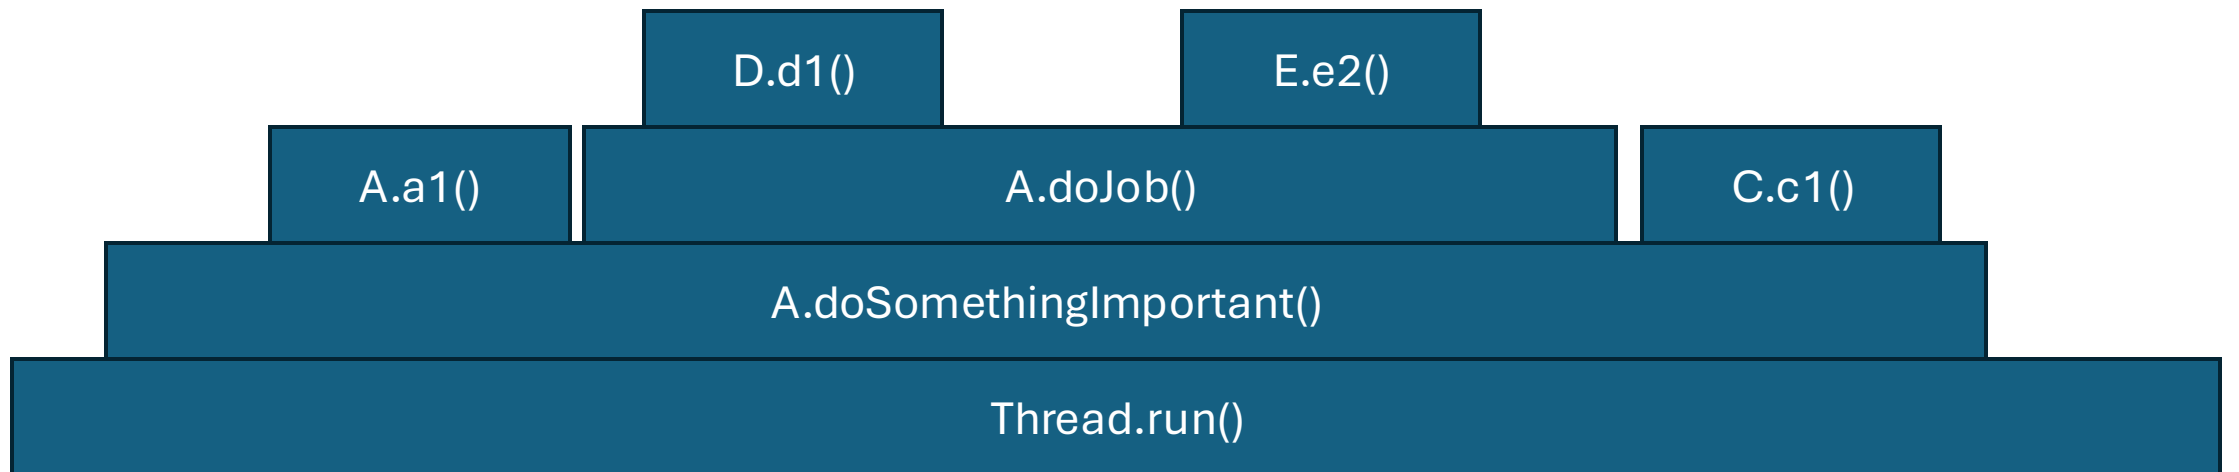 D.d1()
E.e2()
A.a1()
A.doJob()
C.c1()
A.doSomethingImportant()
Thread.run()